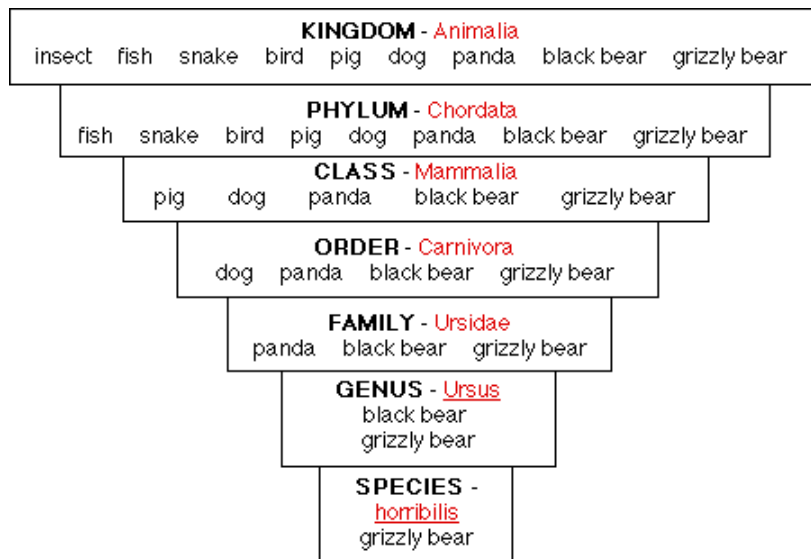 KINGDOM - Animalia
insect fish snake bird pig dog panda black bear grizzly bear
PHYLUM - Chordata
fish snake bird pig dog panda black bear grizzly bear
CLASS - Mammalia
pig dog panda black bear grizzly bear
ORDER - Carnivora
dog panda black bear grizzly bear
FAMILY - Ursidae
panda black bear grizzly bear
GENUS - Ursus
black bear
grizzly bear
SPECIES -
horribilis
grizzly bear